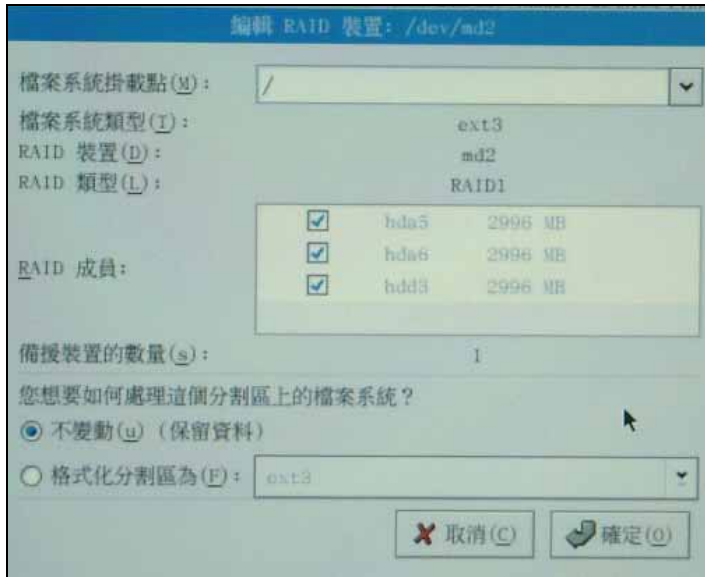 編輯 RAID 裝置: /dev/md2
檔案系統掛載點(M): /
檔案系統類型(T): ext3
RAID 裝置(D): md2
RAID 類型(L): RAID1
RAID 成員:
hda5 2996 MB
hda6 2996 MB
hdd3 2996 MB
備援裝置的數量(s): 1
您想要如何處理這個分割區上的檔案系統?
不變動(u) (保留資料)
格式化分割區為(F): ext3
取消(C) 確定(O)